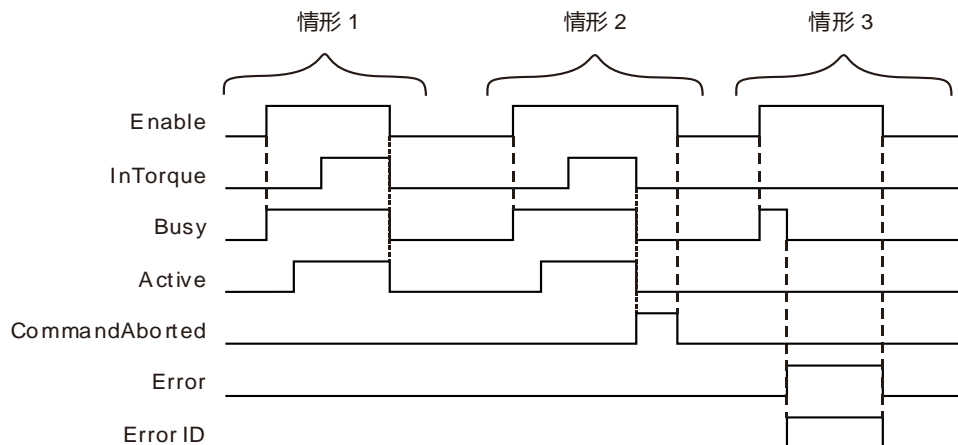 情形 1 情形 2 情形 3
Enable
InTorque
Busy
Active
CommandAborted
Error
Error ID